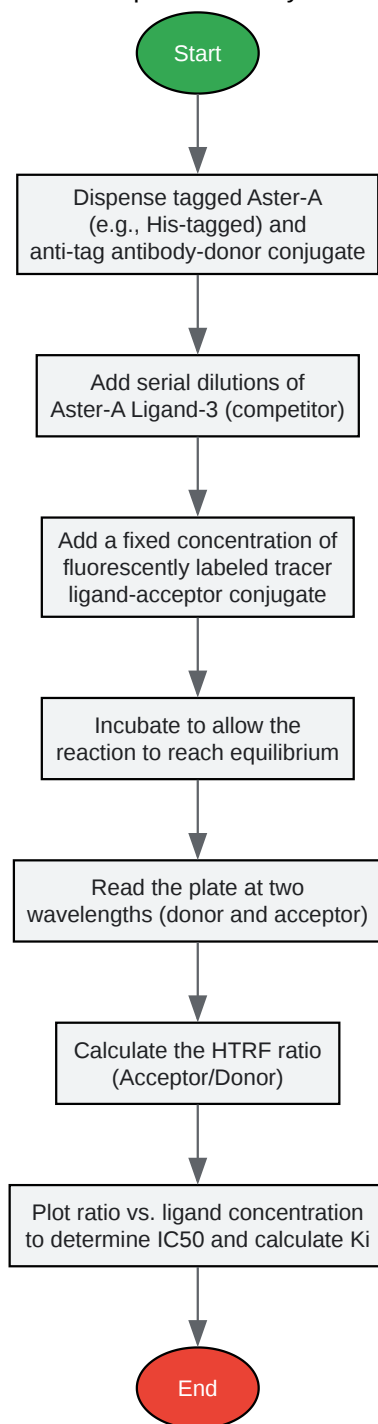 Start
Dispense tagged Aster-A
(e.g., His-tagged) and
anti-tag antibody-donor conjugate
Add serial dilutions of
Aster-A Ligand-3 (competitor)
Add a fixed concentration of
fluorescently labeled tracer
ligand-acceptor conjugate
Incubate to allow the
reaction to reach equilibrium
Read the plate at two
wavelengths (donor and acceptor)
Calculate the HTRF ratio
(Acceptor/Donor)
Plot ratio vs. ligand concentration
to determine IC50 and calculate Ki
End